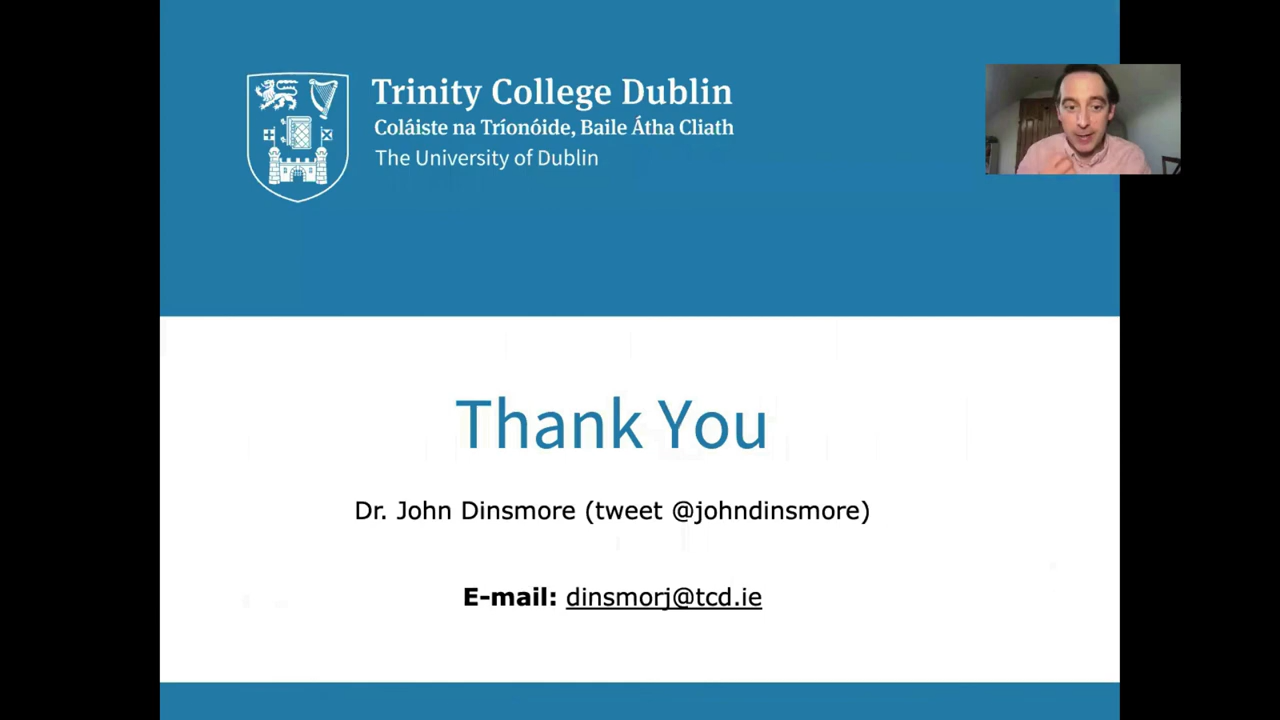 Trinity College Dublin
Coláiste na Tríonóide, Baile Átha Cliath
The University of Dublin
Thank You
Dr. John Dinsmore (tweet @johndinsmore)
E-mail: dinsmorj@tcd.ie